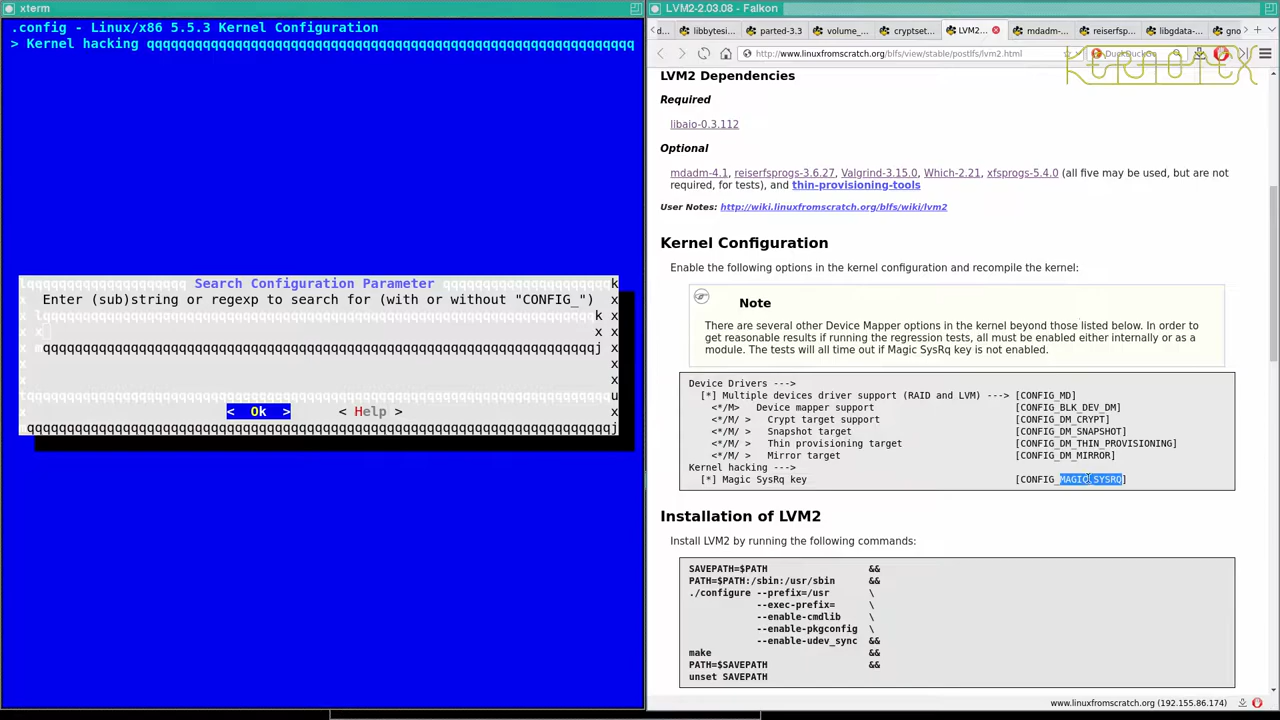 xterm
.config - Linux/x86 5.5.3 Kernel Configuration
> Kernel hacking qqqqqqqqqqqqqqqqqqqqqqqqqqqqqqqqqqqqqqqqqqqqqqqqqqqqqqqqqqqqq
Search Configuration Parameter
Enter (sub)string or regexp to search for (with or without "CONFIG_")
< Ok >
< Help >
LVM2-2.03.08 - Falkon
d...
libbytesi...
parted-3.3
volume_...
cryptset...
LVM2...
mdadm-...
reiserfsp...
libgdata-...
gno
http://www.linuxfromscratch.org/blfs/view/stable/postlfs/lvm2.html
DuckDuckGo
KERNOTEX
LVM2 Dependencies
Required
libaio-0.3.112
Optional
mdadm-4.1, reiserfsprogs-3.6.27, Valgrind-3.15.0, Which-2.21, xfsprogs-5.4.0 (all five may be used, but are not
required, for tests), and thin-provisioning-tools
User Notes: http://wiki.linuxfromscratch.org/blfs/wiki/lvm2
Kernel Configuration
Enable the following options in the kernel configuration and recompile the kernel:
Note
There are several other Device Mapper options in the kernel beyond those listed below. In order to
get reasonable results if running the regression tests, all must be enabled either internally or as a
module. The tests will all time out if Magic SysRq key is not enabled.
Device Drivers --->
[*] Multiple devices driver support (RAID and LVM) ---> [CONFIG_MD]
<*/M> Device mapper support [CONFIG_BLK_DEV_DM]
<*/M/ > Crypt target support [CONFIG_DM_CRYPT]
<*/M/ > Snapshot target [CONFIG_DM_SNAPSHOT]
<*/M/ > Thin provisioning target [CONFIG_DM_THIN_PROVISIONING]
<*/M/ > Mirror target [CONFIG_DM_MIRROR]
Kernel hacking --->
[*] Magic SysRq key [CONFIG_MAGIC_SYSRQ]
Installation of LVM2
Install LVM2 by running the following commands:
SAVEPATH=$PATH &&
PATH=$PATH:/sbin:/usr/sbin &&
./configure --prefix=/usr \
--exec-prefix= \
--enable-cmdlib \
--enable-pkgconfig \
--enable-udev_sync &&
make &&
PATH=$SAVEPATH &&
unset SAVEPATH
www.linuxfromscratch.org (192.155.86.174)